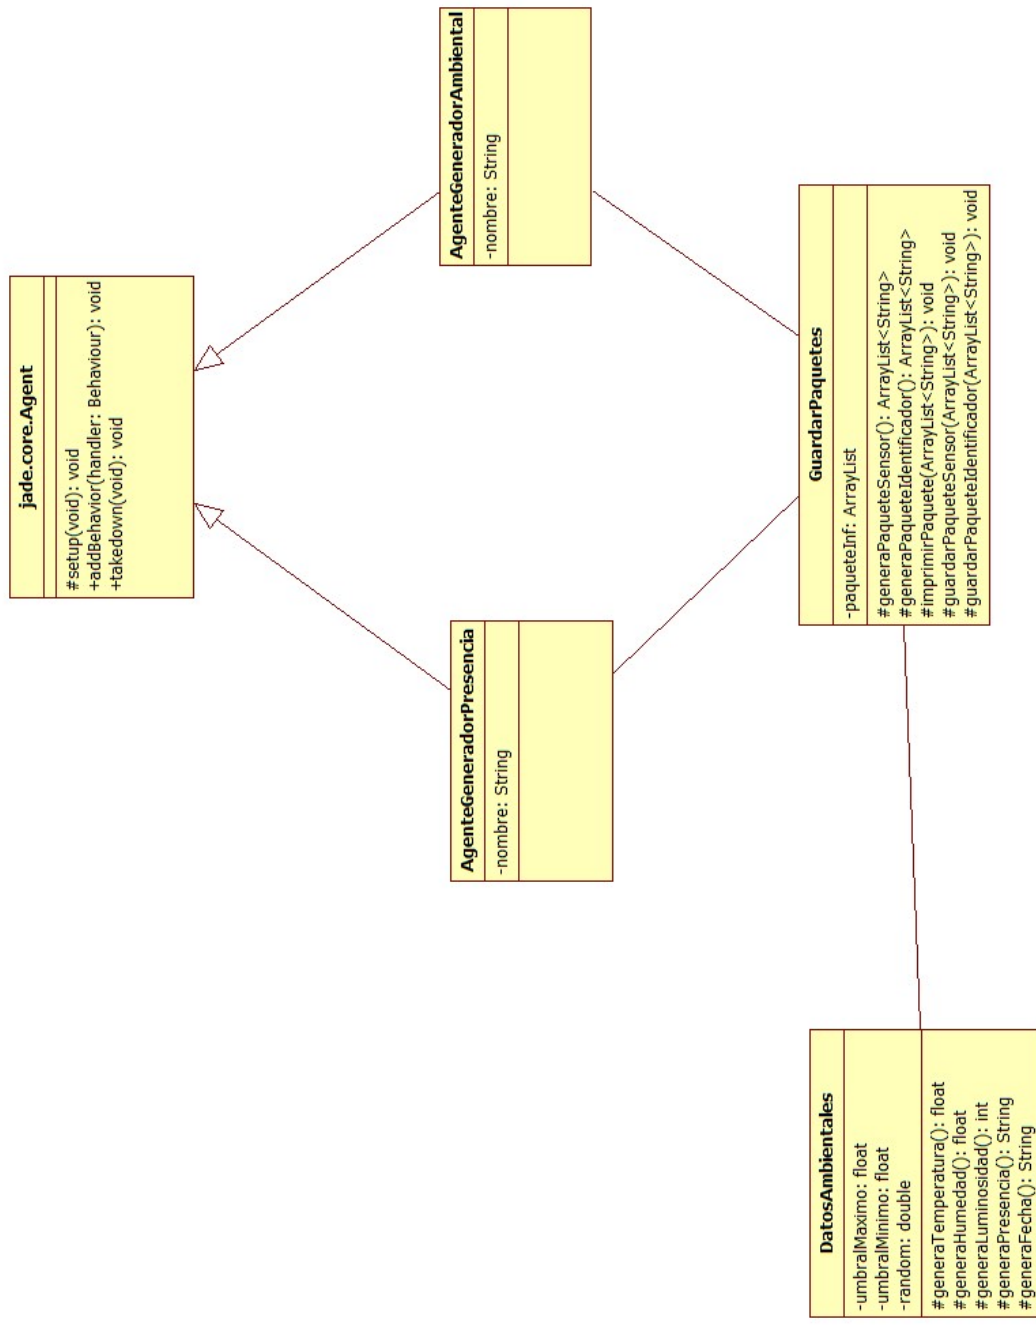 jade.core.Agent
#setup(void): void
+addBehavior(handler: Behaviour): void
+takedown(void): void
AgenteGeneradorPresencia
-nombre: String
AgenteGeneradorAmbiental
-nombre: String
DatosAmbientales
-umbralMaximo: float
-umbralMinimo: float
-random: double
#generaTemperatura(): float
#generaHumedad(): float
#generaLuminosidad(): int
#generaPresencia(): String
#generaFecha(): String
GuardarPaquetes
-paqueteInf: ArrayList
#generaPaqueteSensor(): ArrayList<String>
#generaPaqueteIdentificador(): ArrayList<String>
#imprimirPaquete(ArrayList<String>): void
#guardarPaqueteSensor(ArrayList<String>): void
#guardarPaqueteIdentificador(ArrayList<String>): void